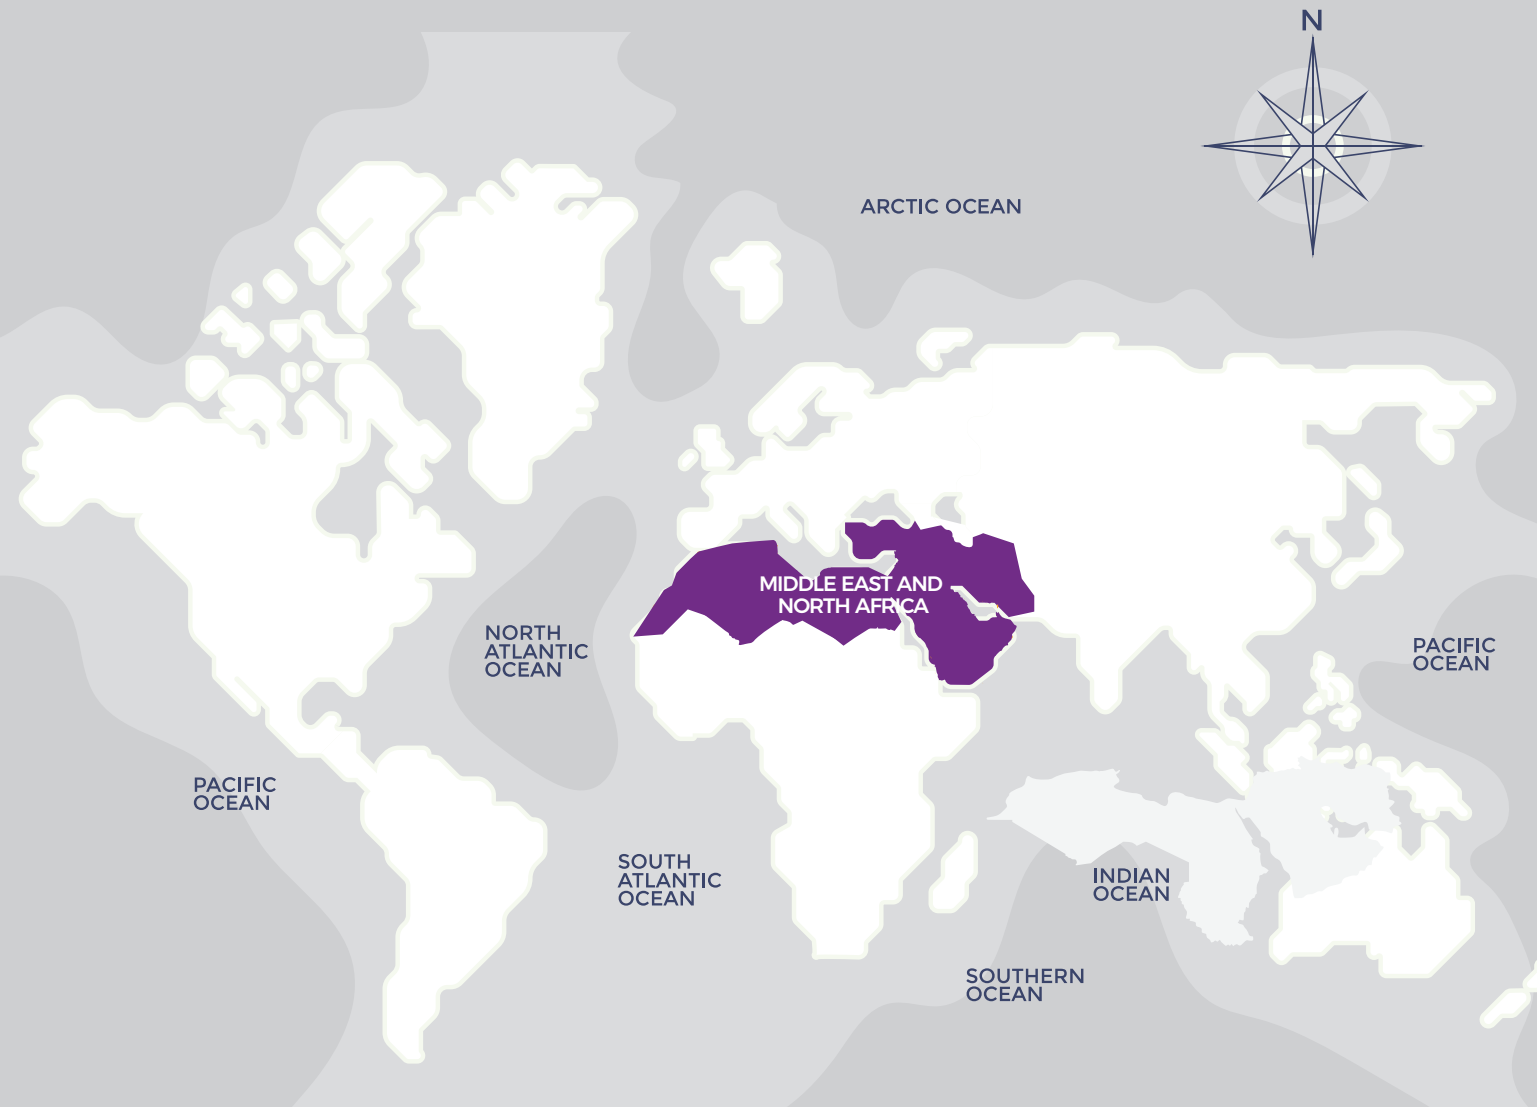 N
ARCTIC OCEAN
MIDDLE EAST AND
NORTH AFRICA
NORTH
ATLANTIC
OCEAN
PACIFIC
OCEAN
PACIFIC
OCEAN
SOUTH
ATLANTIC
OCEAN
INDIAN
OCEAN
SOUTHERN
OCEAN